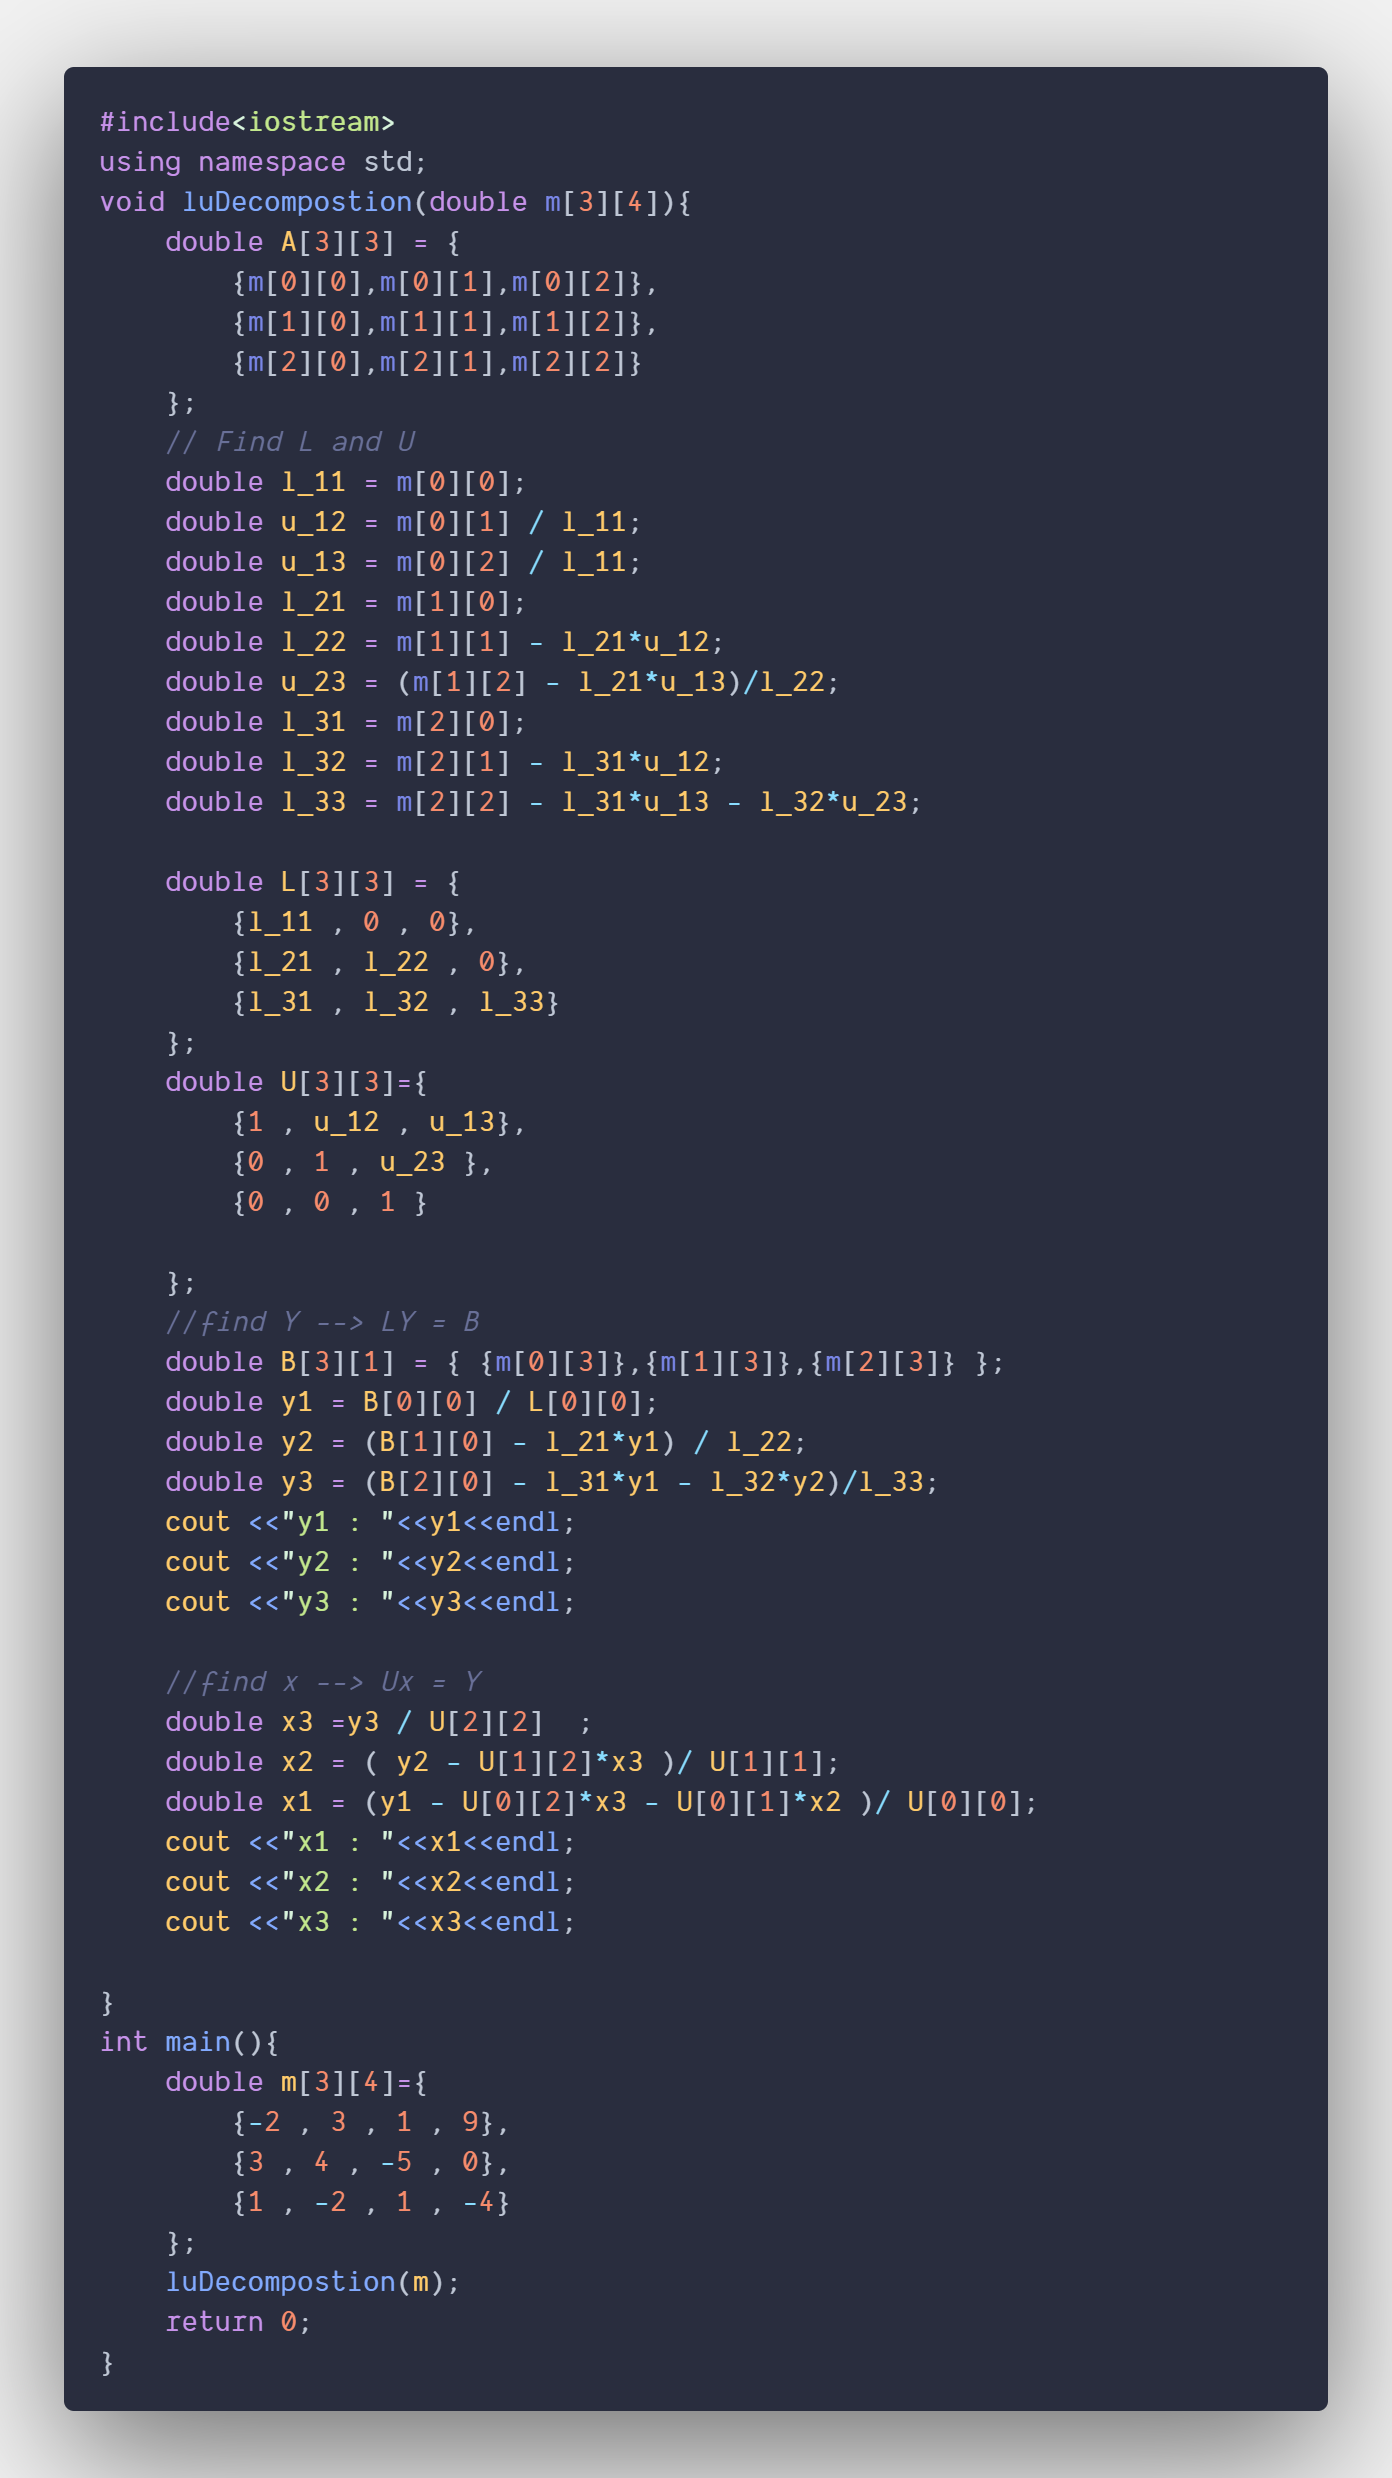 #include<iostream>
using namespace std;
void luDecompostion(double m[3][4]){
    double A[3][3] = {
        {m[0][0],m[0][1],m[0][2]},
        {m[1][0],m[1][1],m[1][2]},
        {m[2][0],m[2][1],m[2][2]}
    };
    // Find L and U
    double l_11 = m[0][0];
    double u_12 = m[0][1] / l_11;
    double u_13 = m[0][2] / l_11;
    double l_21 = m[1][0];
    double l_22 = m[1][1] - l_21*u_12;
    double u_23 = (m[1][2] - l_21*u_13)/l_22;
    double l_31 = m[2][0];
    double l_32 = m[2][1] - l_31*u_12;
    double l_33 = m[2][2] - l_31*u_13 - l_32*u_23;

    double L[3][3] = {
        {l_11 , 0 , 0},
        {l_21 , l_22 , 0},
        {l_31 , l_32 , l_33}
    };
    double U[3][3]={
        {1 , u_12 , u_13},
        {0 , 1 , u_23 },
        {0 , 0 , 1 }

    };
    //find Y --> LY = B
    double B[3][1] = { {m[0][3]},{m[1][3]},{m[2][3]} };
    double y1 = B[0][0] / L[0][0];
    double y2 = (B[1][0] - l_21*y1) / l_22;
    double y3 = (B[2][0] - l_31*y1 - l_32*y2)/l_33;
    cout <<"y1 : "<<y1<<endl;
    cout <<"y2 : "<<y2<<endl;
    cout <<"y3 : "<<y3<<endl;

    //find x --> Ux = Y
    double x3 =y3 / U[2][2]  ;
    double x2 = ( y2 - U[1][2]*x3 )/ U[1][1];
    double x1 = (y1 - U[0][2]*x3 - U[0][1]*x2 )/ U[0][0];
    cout <<"x1 : "<<x1<<endl;
    cout <<"x2 : "<<x2<<endl;
    cout <<"x3 : "<<x3<<endl;

}
int main(){
    double m[3][4]={
        {-2 , 3 , 1 , 9},
        {3 , 4 , -5 , 0},
        {1 , -2 , 1 , -4}
    };
    luDecompostion(m);
    return 0;
}